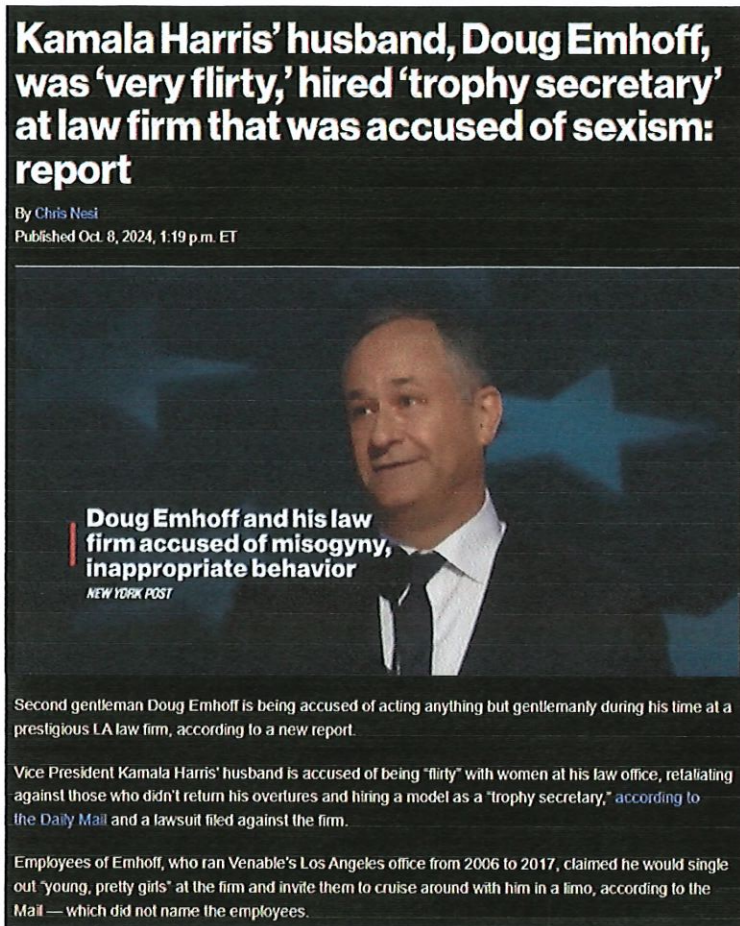 Kamala Harris' husband, Doug Emhoff,
was 'very flirty,' hired 'trophy secretary'
at law firm that was accused of sexism:
report
By Chris Nesi
Published Oct. 8, 2024, 1:19 p.m. ET
Doug Emhoff and his law
firm accused of misogyny,
inappropriate behavior
NEW YORK POST
Second gentleman Doug Emhoff is being accused of acting anything but gentlemanly during his time at a
prestigious LA law firm, according to a new report.
Vice President Kamala Harris' husband is accused of being "flirty" with women at his law office, retaliating
against those who didn't return his overtures and hiring a model as a "trophy secretary," according to
the Daily Mail and a lawsuit filed against the firm.
Employees of Emhoff, who ran Venable's Los Angeles office from 2006 to 2017, claimed he would single
out "young, pretty girls" at the firm and invite them to cruise around with him in a limo, according to the
Mail — which did not name the employees.